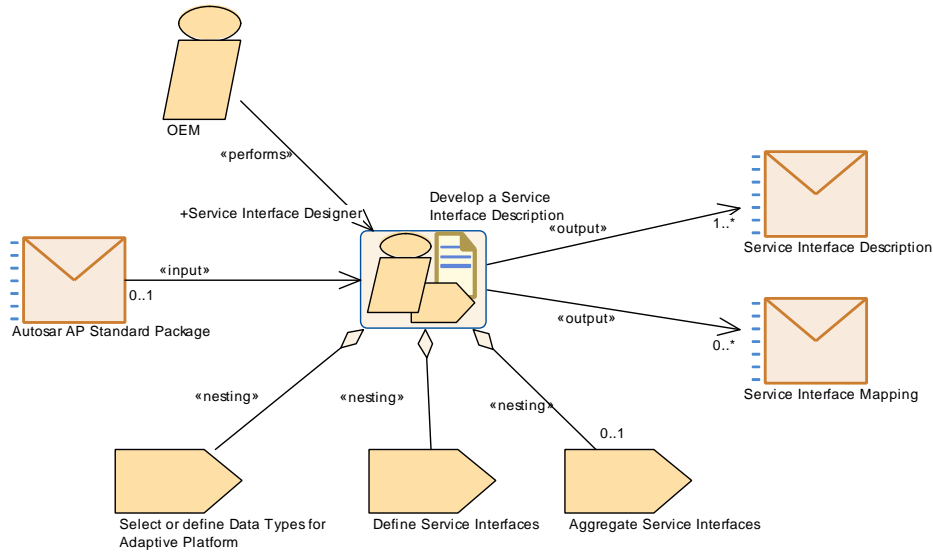 OEM
«performs»
+Service Interface Designer
Develop a Service
Interface Description
«output»
1..*
Service Interface Description
«input»
0..1
Autosar AP Standard Package
«output»
0..*
Service Interface Mapping
«nesting»
«nesting»
«nesting»
0..1
Select or define Data Types for
Adaptive Platform
Define Service Interfaces
Aggregate Service Interfaces